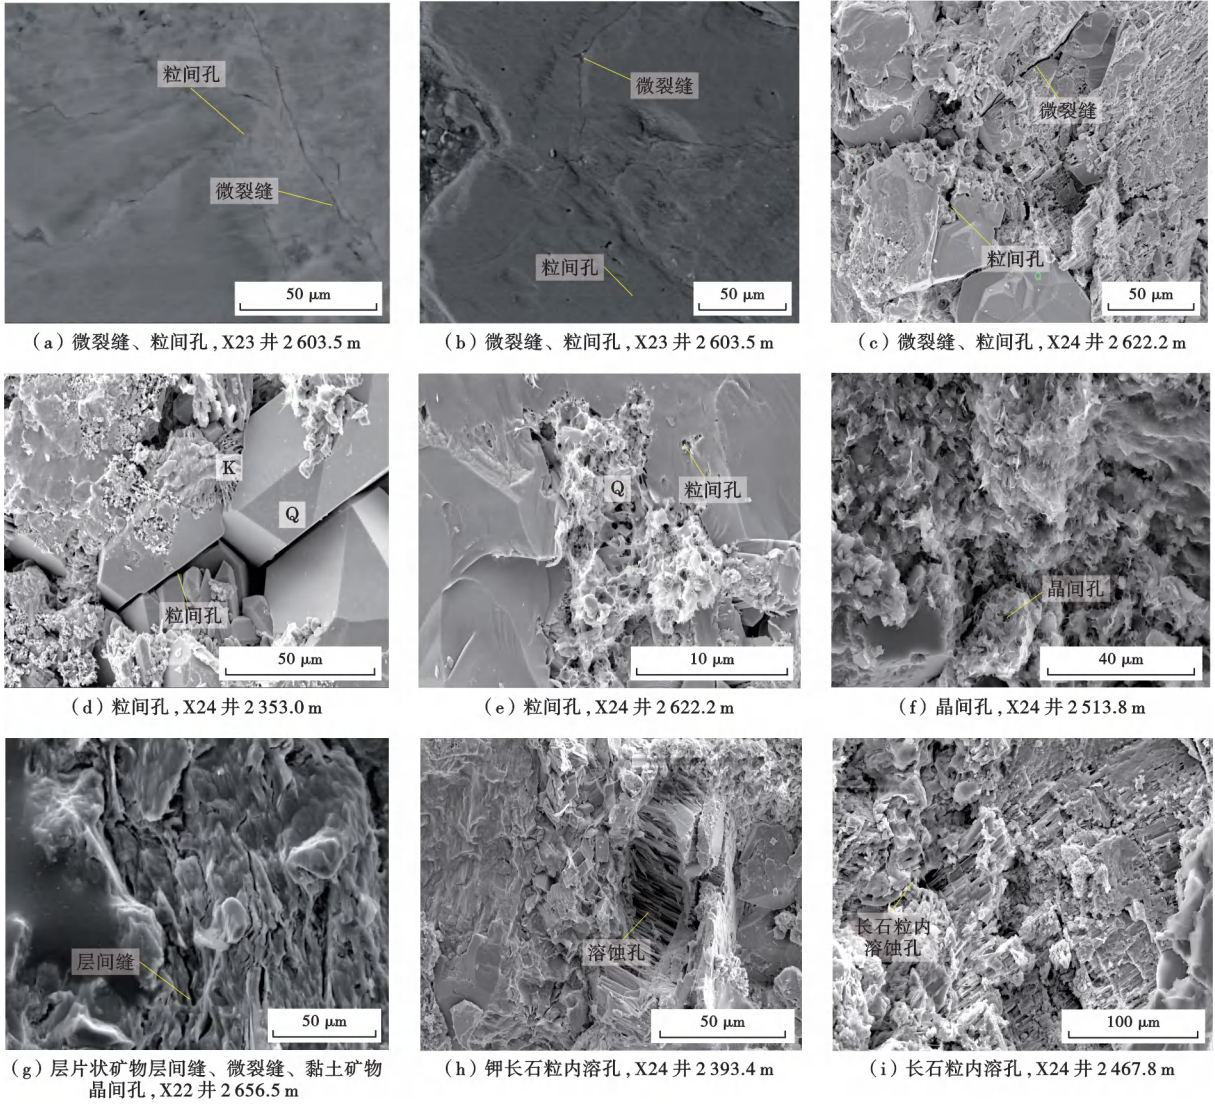 粒间孔
微裂缝
50 μm
(a) 微裂缝、粒间孔,X23 井 2 603.5 m
微裂缝
粒间孔
50 μm
(b) 微裂缝、粒间孔,X23 井 2 603.5 m
微裂缝
粒间孔
50 μm
(c) 微裂缝、粒间孔,X24 井 2 622.2 m
K
Q
粒间孔
50 μm
(d) 粒间孔,X24 井 2 353.0 m
Q
粒间孔
10 μm
(e) 粒间孔,X24 井 2 622.2 m
晶间孔
40 μm
(f) 晶间孔,X24 井 2 513.8 m
层间缝
50 μm
(g) 层片状矿物层间缝、微裂缝、黏土矿物
晶间孔,X22 井 2 656.5 m
溶蚀孔
50 μm
(h) 钾长石粒内溶孔,X24 井 2 393.4 m
长石粒内
溶蚀孔
100 μm
(i) 长石粒内溶孔,X24 井 2 467.8 m